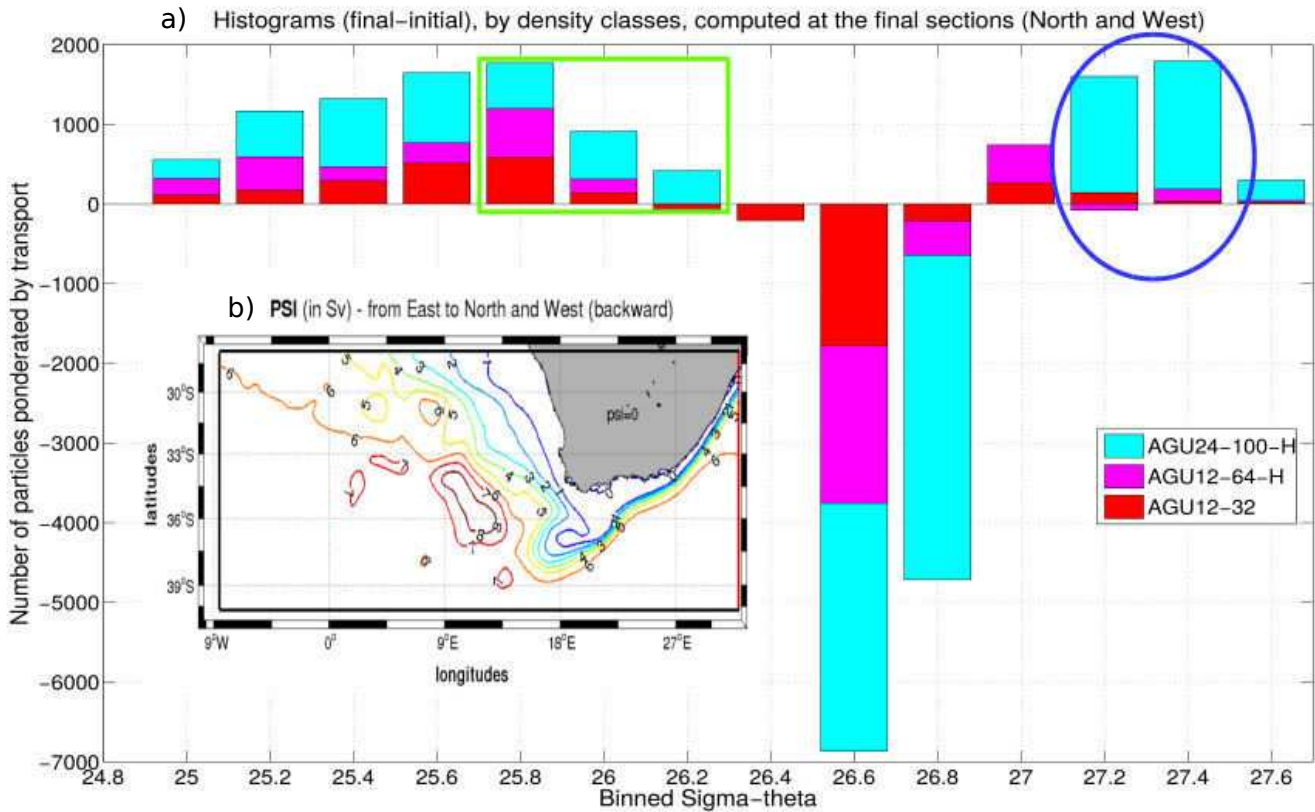 a) Histograms (final-initial), by density classes, computed at the final sections (North and West)
Number of particles ponderated by transport
2000
1000
0
-1000
-2000
-3000
-4000
-5000
-6000
-7000
b) PSI (in Sv) - from East to North and West (backward)
latitudes
30°S
33°S
36°S
39°S
psi=0
9°W
0°
9°E
18°E
27°E
longitudes
AGU24-100-H
AGU12-64-H
AGU12-32
24.8 25 25.2 25.4 25.6 25.8 26 26.2 26.4 26.6 26.8 27 27.2 27.4 27.6
Binned Sigma-theta